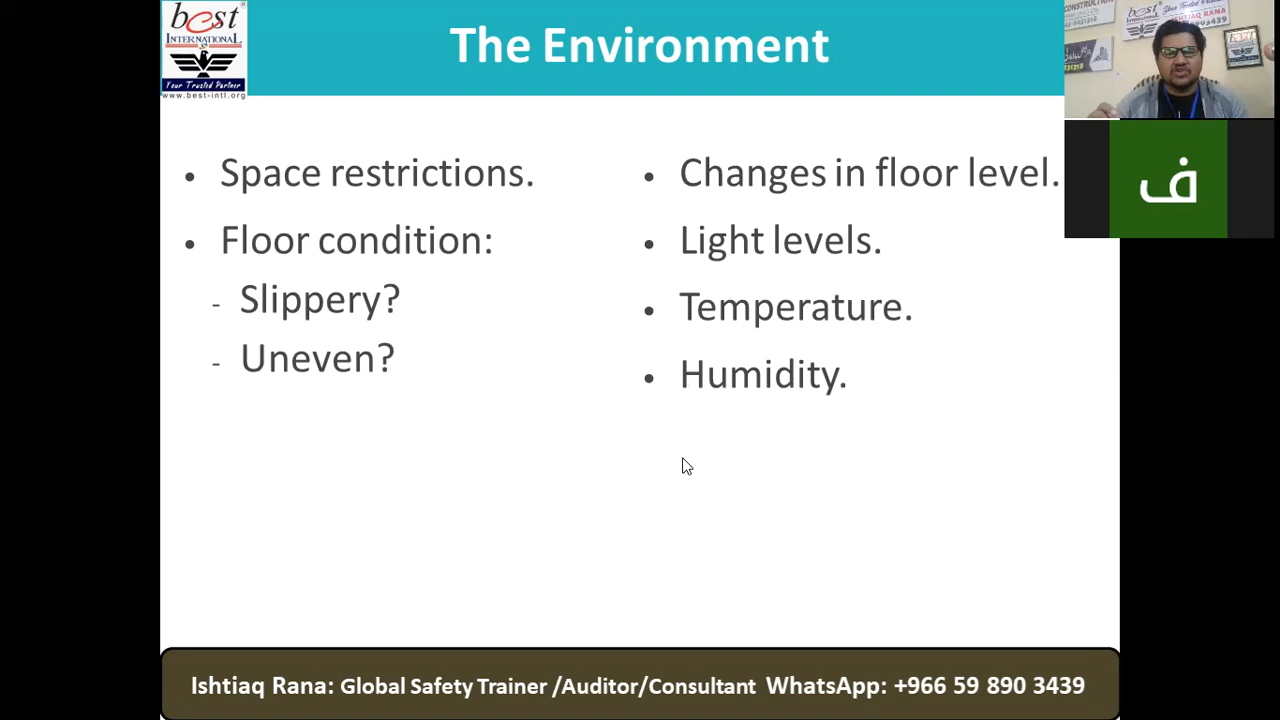 best
INTERNATIONAL
Your Trusted Partner
www.best-intl.org
The Environment
• Space restrictions.
• Floor condition:
- Slippery?
- Uneven?
• Changes in floor level.
• Light levels.
• Temperature.
• Humidity.
ف
Ishtiaq Rana: Global Safety Trainer /Auditor/Consultant WhatsApp: +966 59 890 3439